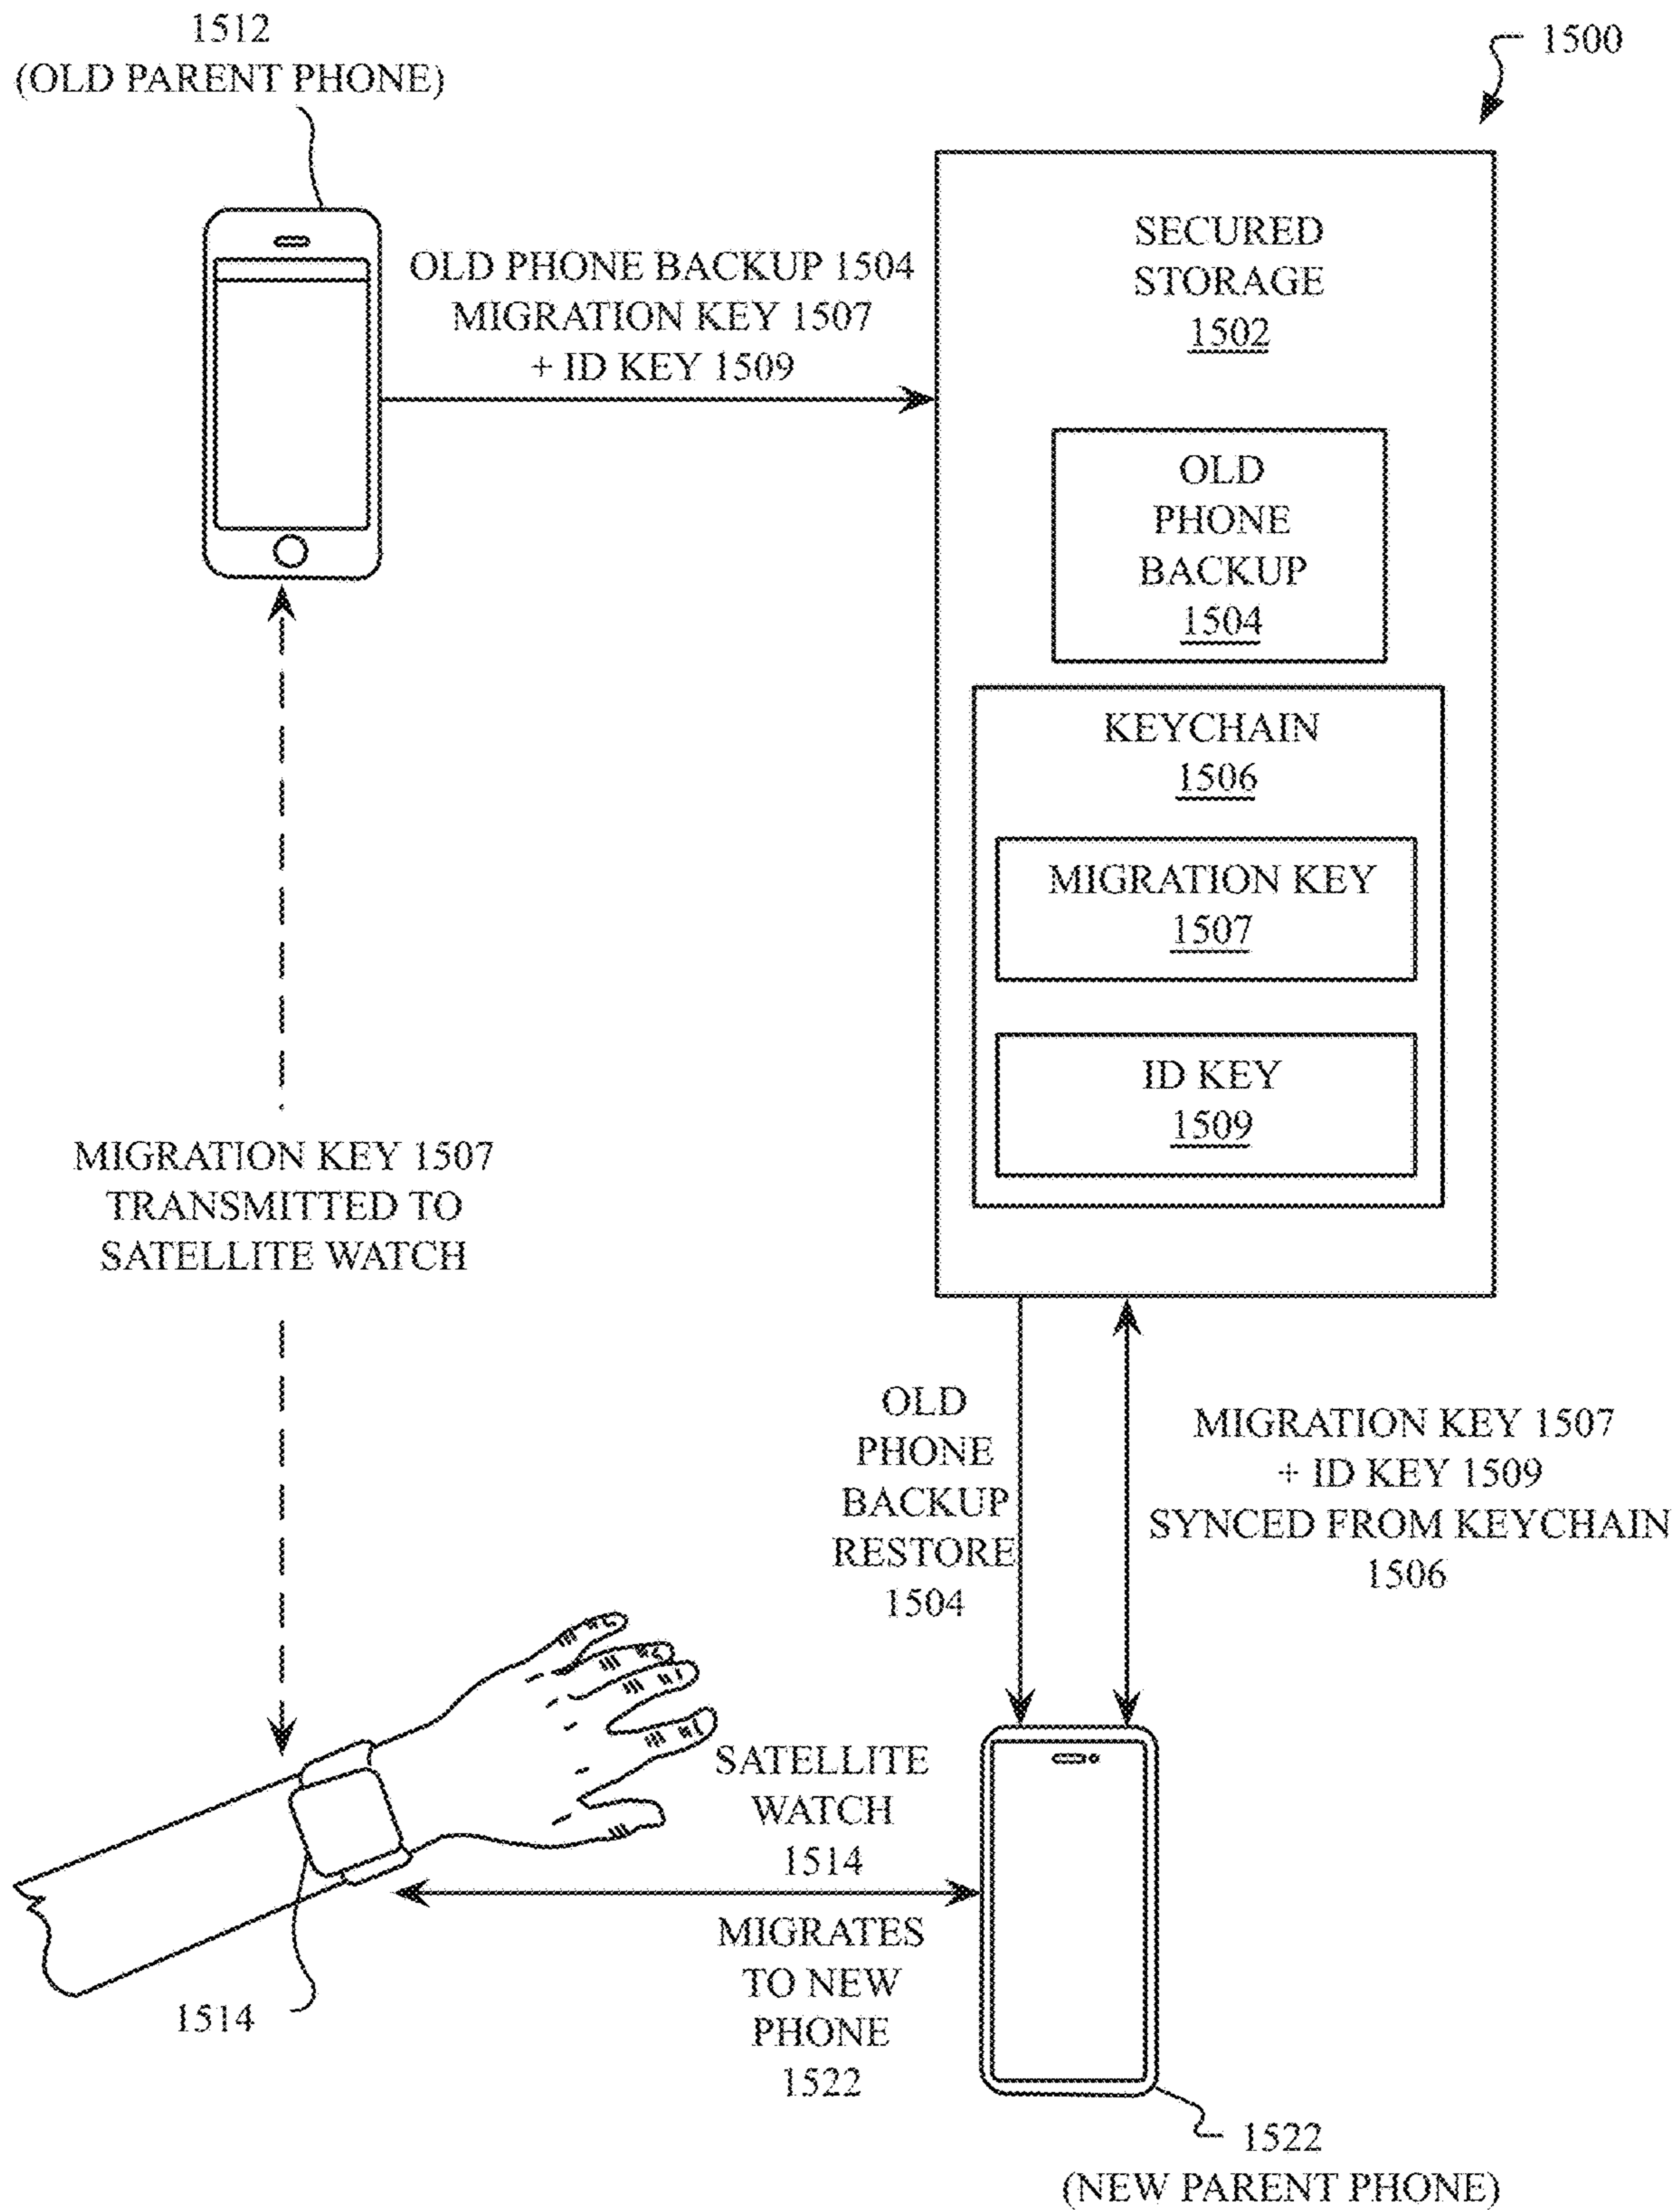 1512
(OLD PARENT PHONE)
1500
OLD PHONE BACKUP 1504
MIGRATION KEY 1507
+ ID KEY 1509
SECURED
STORAGE
1502
OLD
PHONE
BACKUP
1504
KEYCHAIN
1506
MIGRATION KEY
1507
ID KEY
1509
MIGRATION KEY 1507
TRANSMITTED TO
SATELLITE WATCH
OLD
PHONE
BACKUP
RESTORE
1504
MIGRATION KEY 1507
+ ID KEY 1509
SYNCED FROM KEYCHAIN
1506
SATELLITE
WATCH
1514
MIGRATES
TO NEW
PHONE
1522
1514
1522
(NEW PARENT PHONE)